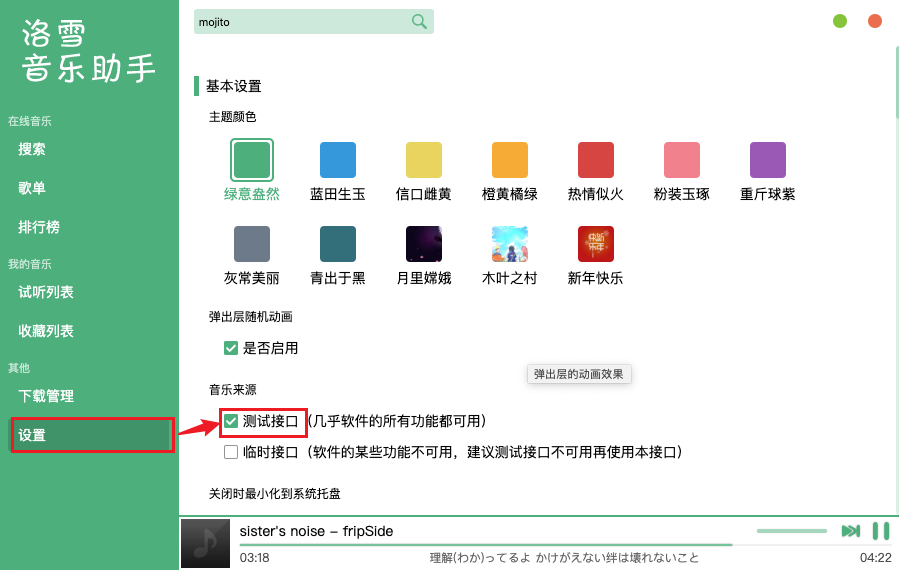 洛雪
音乐助手
在线音乐
搜索
歌单
排行榜
我的音乐
试听列表
收藏列表
其他
下载管理
设置
mojito
基本设置
主题颜色
绿意盎然 蓝田生玉 信口雌黄 橙黄橘绿 热情似火 粉装玉琢 重斤球紫
新年快乐
灰常美丽 青出于黑 月里嫦娥 木叶之村 新年快乐
弹出层随机动画
是否启用
弹出层的动画效果
音乐来源
测试接口（几乎软件的所有功能都可用）
临时接口（软件的某些功能不可用，建议测试接口不可用再使用本接口）
关闭时最小化到系统托盘
sister's noise – fripSide
03:18 理解(わか)ってるよ かけがえない絆は壊れないこと 04:22